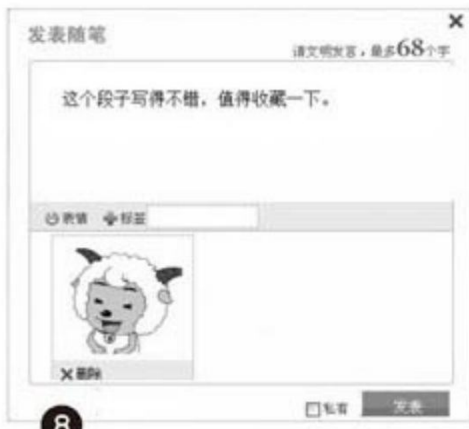 发表随笔
请文明发言，最多68个字
这个段子写得不错，值得收藏一下。
表情 标签
删除
私有 发表
8